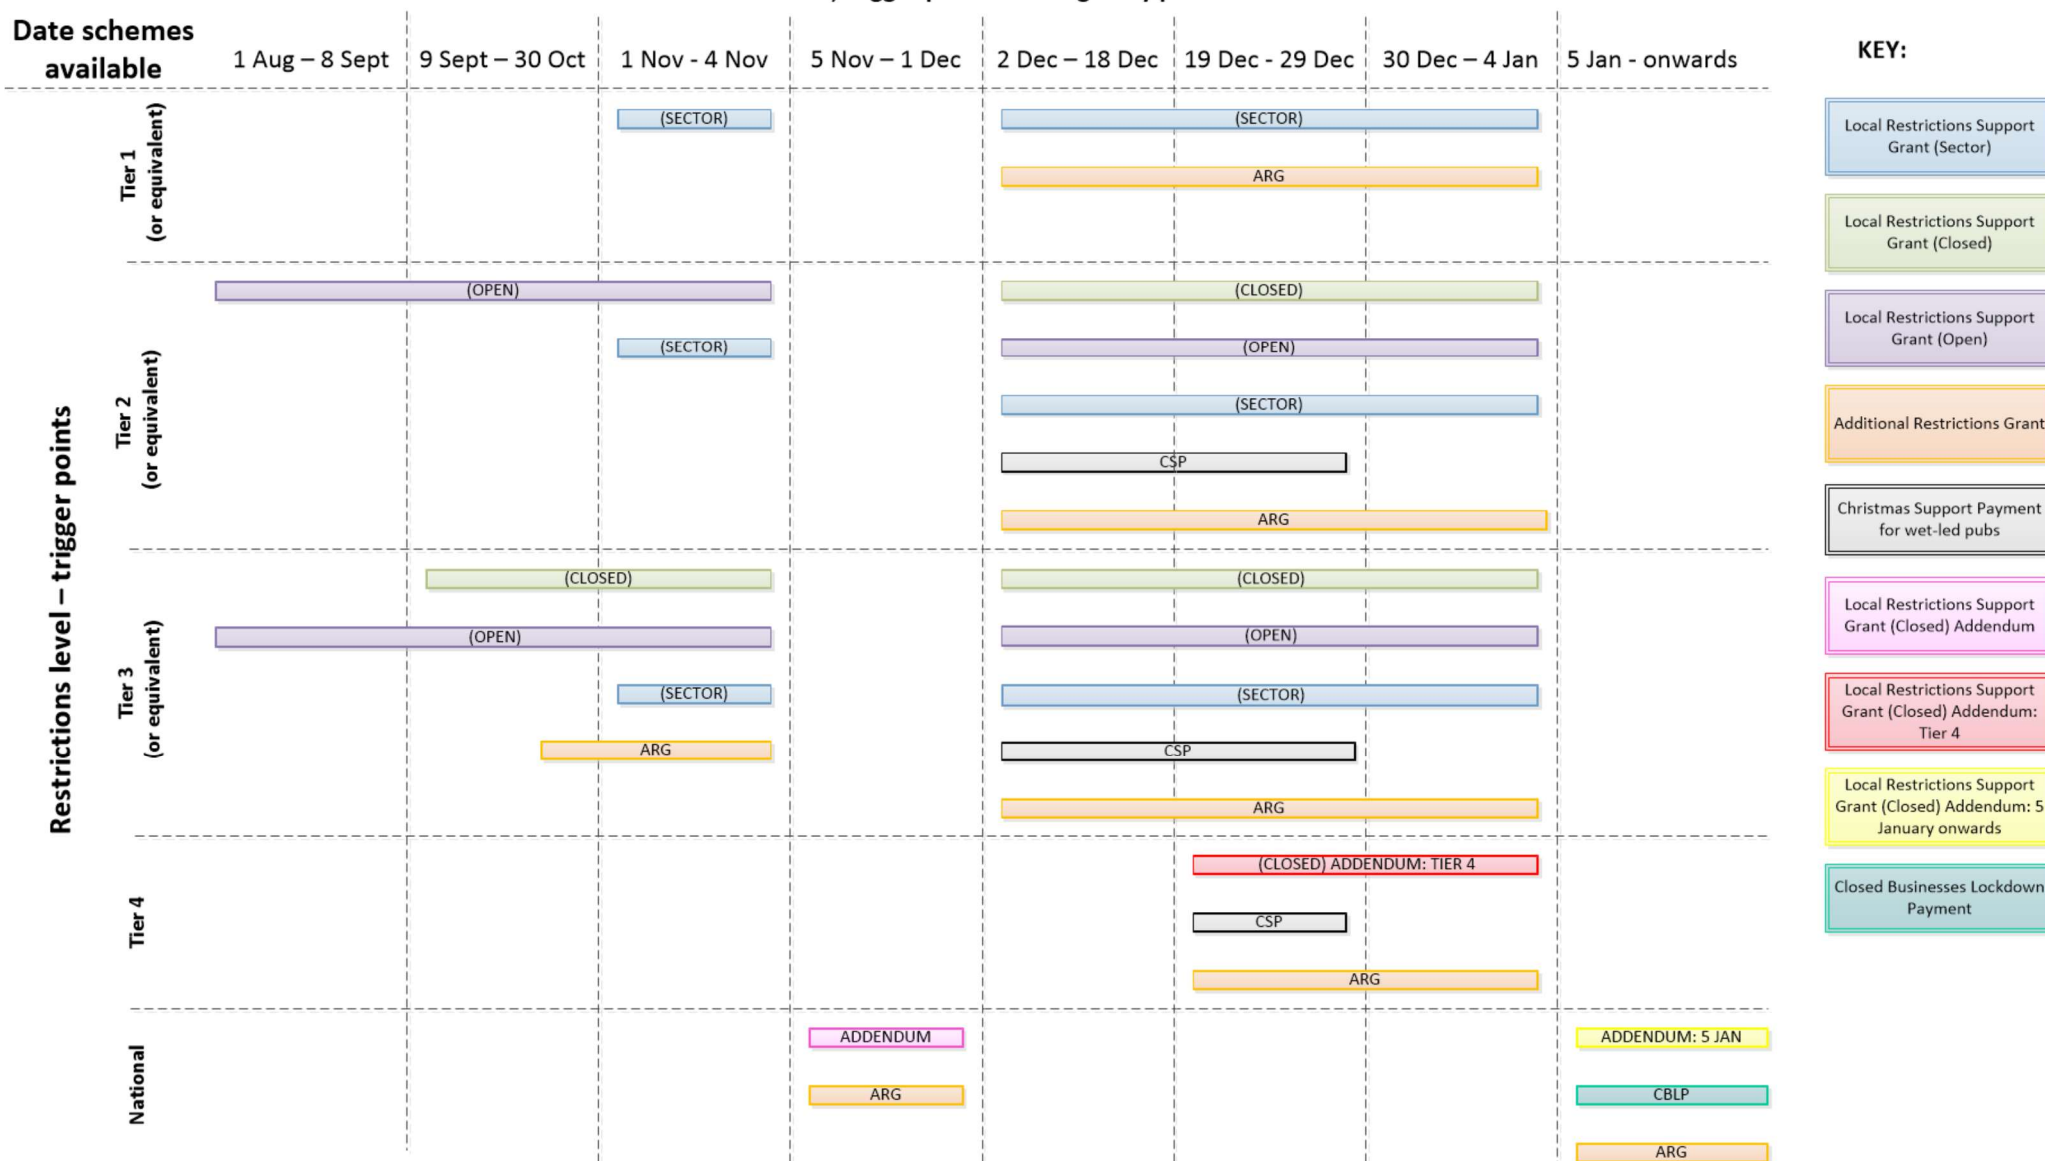 Date schemes
available
1 Aug – 8 Sept
9 Sept – 30 Oct
1 Nov - 4 Nov
5 Nov – 1 Dec
2 Dec – 18 Dec
19 Dec - 29 Dec
30 Dec – 4 Jan
5 Jan - onwards
KEY:
Restrictions level – trigger points
Tier 1
(or equivalent)
(SECTOR)
(SECTOR)
ARG
Tier 2
(or equivalent)
(OPEN)
(CLOSED)
(SECTOR)
(OPEN)
(SECTOR)
CSP
ARG
Tier 3
(or equivalent)
(CLOSED)
(CLOSED)
(OPEN)
(OPEN)
(SECTOR)
(SECTOR)
ARG
CSP
ARG
Tier 4
(CLOSED) ADDENDUM: TIER 4
CSP
ARG
National
ADDENDUM
ADDENDUM: 5 JAN
ARG
CBLP
ARG
Local Restrictions Support
Grant (Sector)
Local Restrictions Support
Grant (Closed)
Local Restrictions Support
Grant (Open)
Additional Restrictions Grant
Christmas Support Payment
for wet-led pubs
Local Restrictions Support
Grant (Closed) Addendum
Local Restrictions Support
Grant (Closed) Addendum:
Tier 4
Local Restrictions Support
Grant (Closed) Addendum: 5
January onwards
Closed Businesses Lockdown
Payment